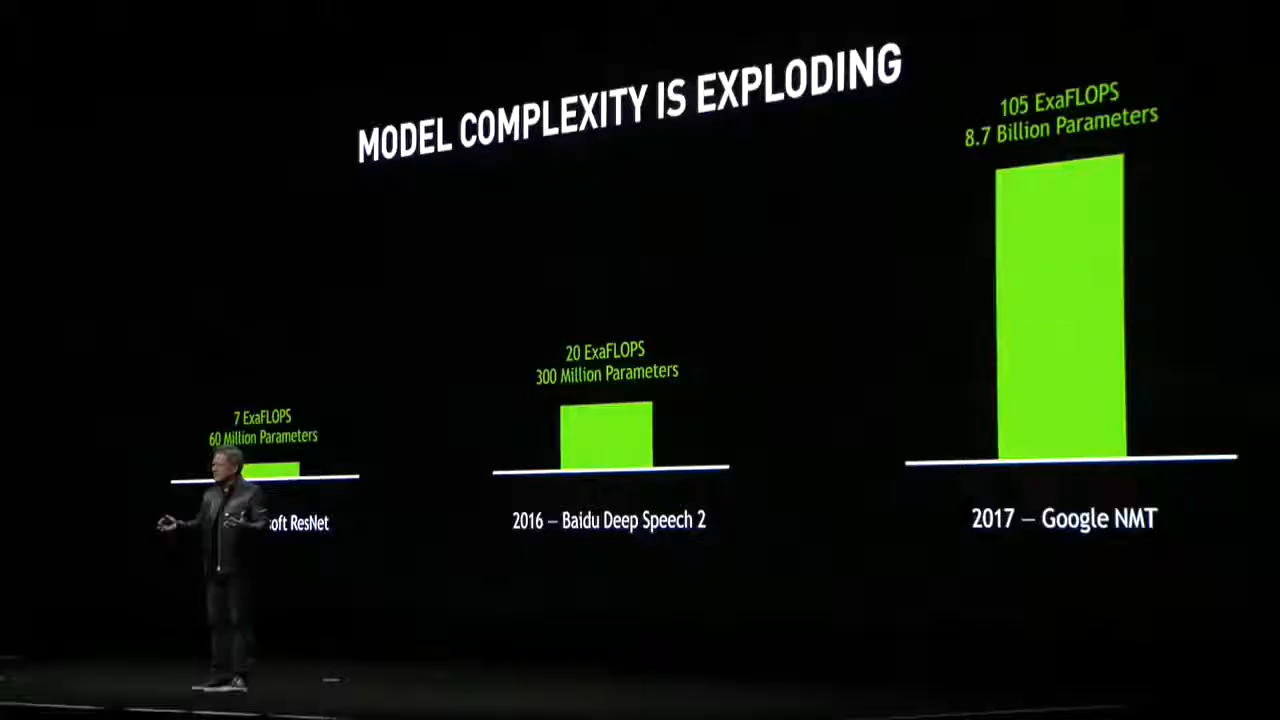 MODEL COMPLEXITY IS EXPLODING
7 ExaFLOPS
60 Million Parameters
soft ResNet
20 ExaFLOPS
300 Million Parameters
2016 – Baidu Deep Speech 2
105 ExaFLOPS
8.7 Billion Parameters
2017 – Google NMT